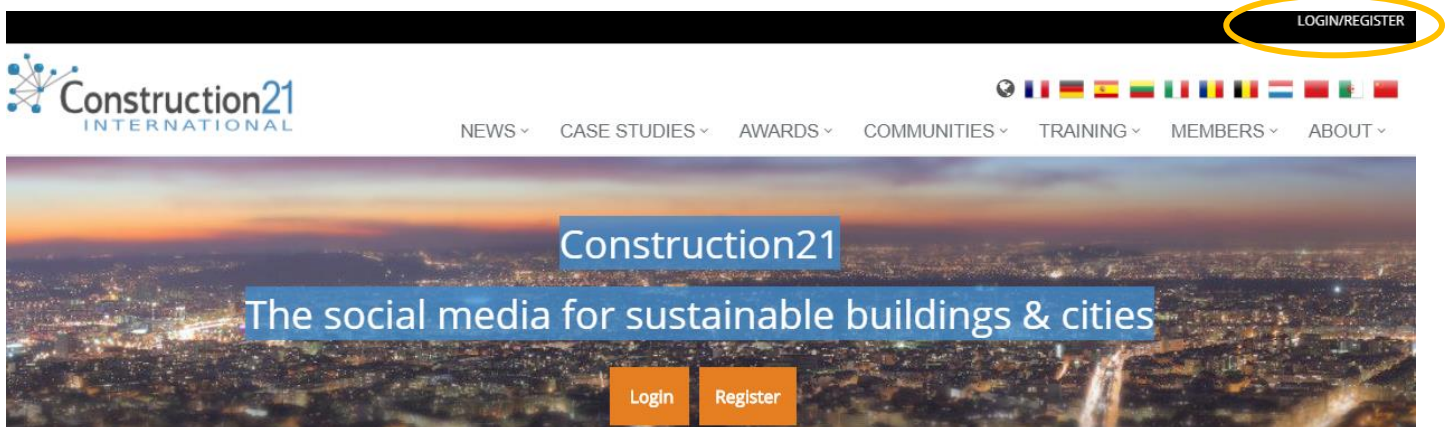 LOGIN/REGISTER
Construction21
INTERNATIONAL
NEWS CASE STUDIES AWARDS COMMUNITIES TRAINING MEMBERS ABOUT
Construction21
The social media for sustainable buildings & cities
Login Register